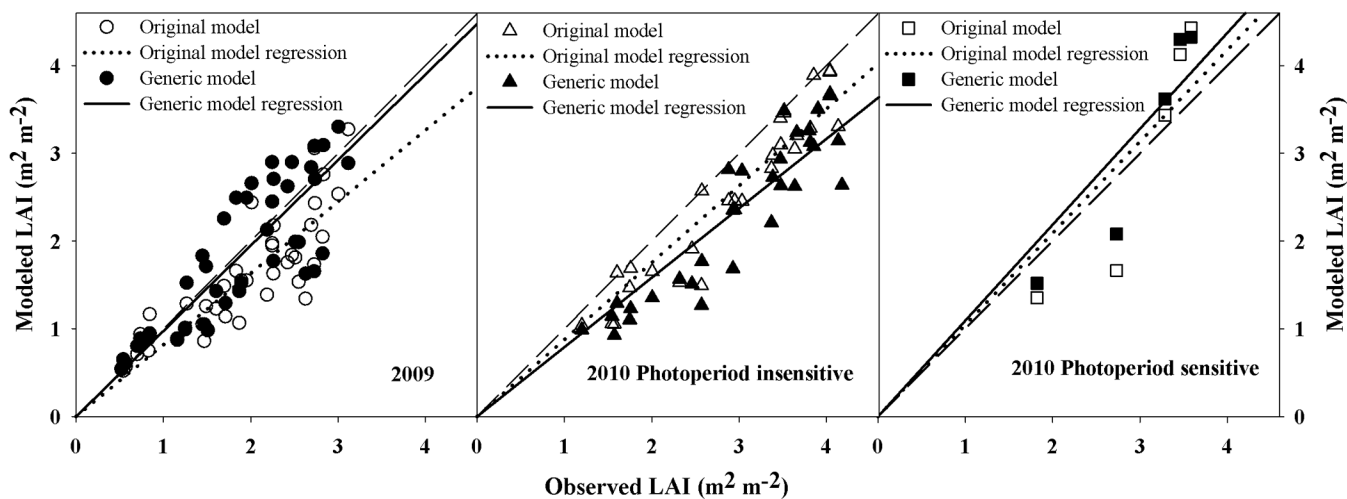 Original model
Original model regression
Generic model
Generic model regression
2009
Original model
Original model regression
Generic model
Generic model regression
2010 Photoperiod insensitive
Original model
Original model regression
Generic model
Generic model regression
2010 Photoperiod sensitive
Modeled LAI (m² m⁻²)
4
3
2
1
0
4
3
2
1
0
Modeled LAI (m² m⁻²)
0 1 2 3 4 0 1 2 3 4 0 1 2 3 4
Observed LAI (m² m⁻²)